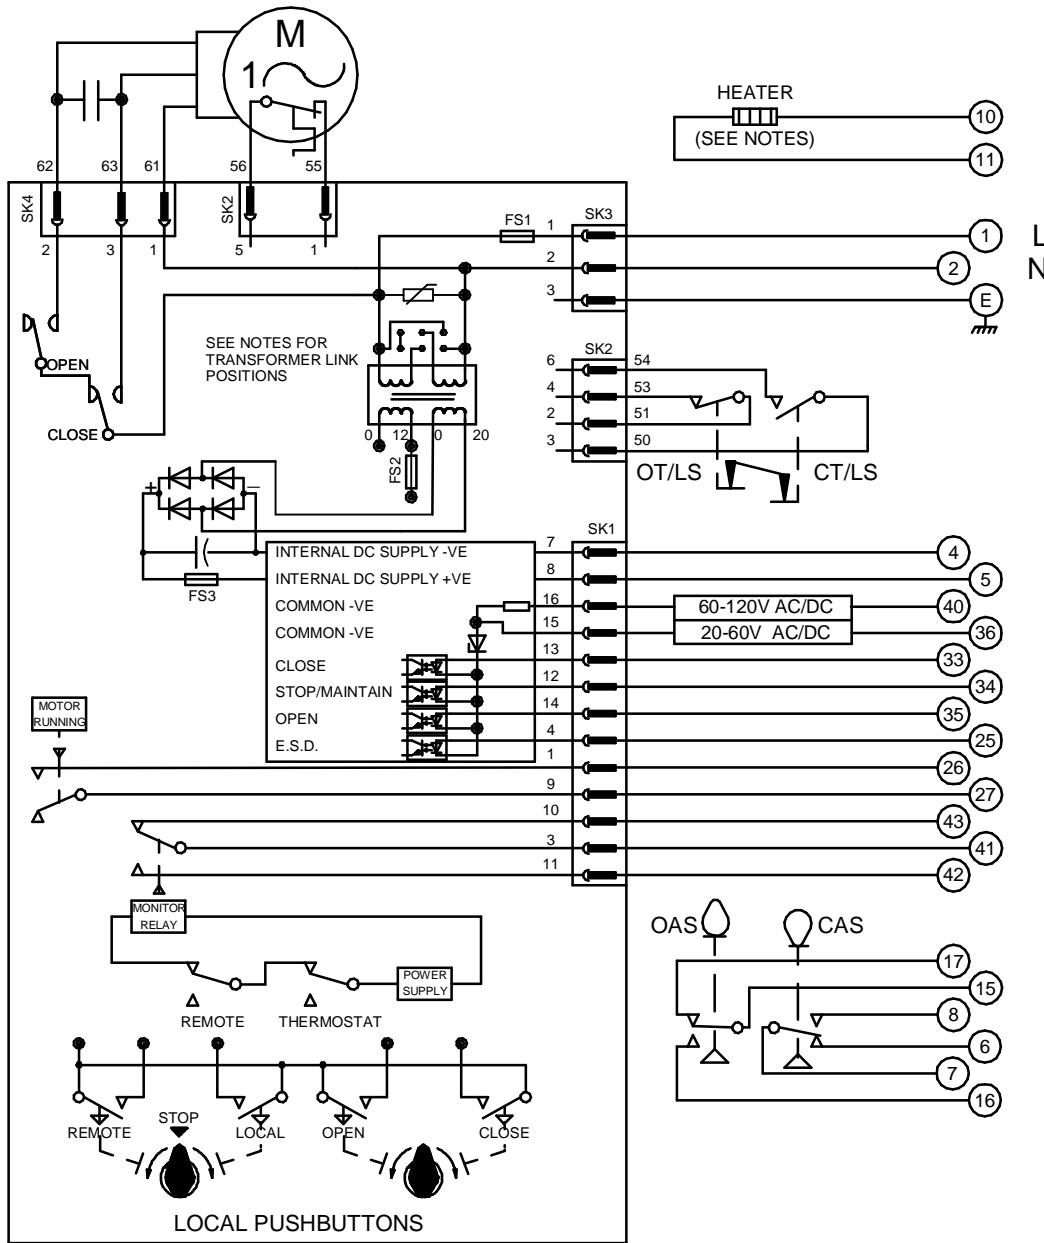 M
1
HEATER
10
(SEE NOTES)
11
62 63 61 56 55
SK4
SK2
2 3 1 5 1
FS1 1 SK3
1 L
2 2 N
3 E
SEE NOTES FOR
TRANSFORMER LINK
POSITIONS
OPEN
CLOSE
0 12 0 20
FS2
SK2
6 54
4 53
2 51
3 50
OT/LS CT/LS
+ −
FS3
SK1
INTERNAL DC SUPPLY -VE 7 4
INTERNAL DC SUPPLY +VE 8 5
COMMON -VE 16 60-120V AC/DC 40
COMMON -VE 15 20-60V AC/DC 36
CLOSE 13 33
STOP/MAINTAIN 12 34
OPEN 14 35
E.S.D. 4 25
MOTOR
RUNNING
1 26
9 27
10 43
3 41
11 42
MONITOR
RELAY
POWER
SUPPLY
REMOTE THERMOSTAT
OAS CAS
17
15
8
6
7
16
STOP
REMOTE LOCAL OPEN CLOSE
LOCAL PUSHBUTTONS